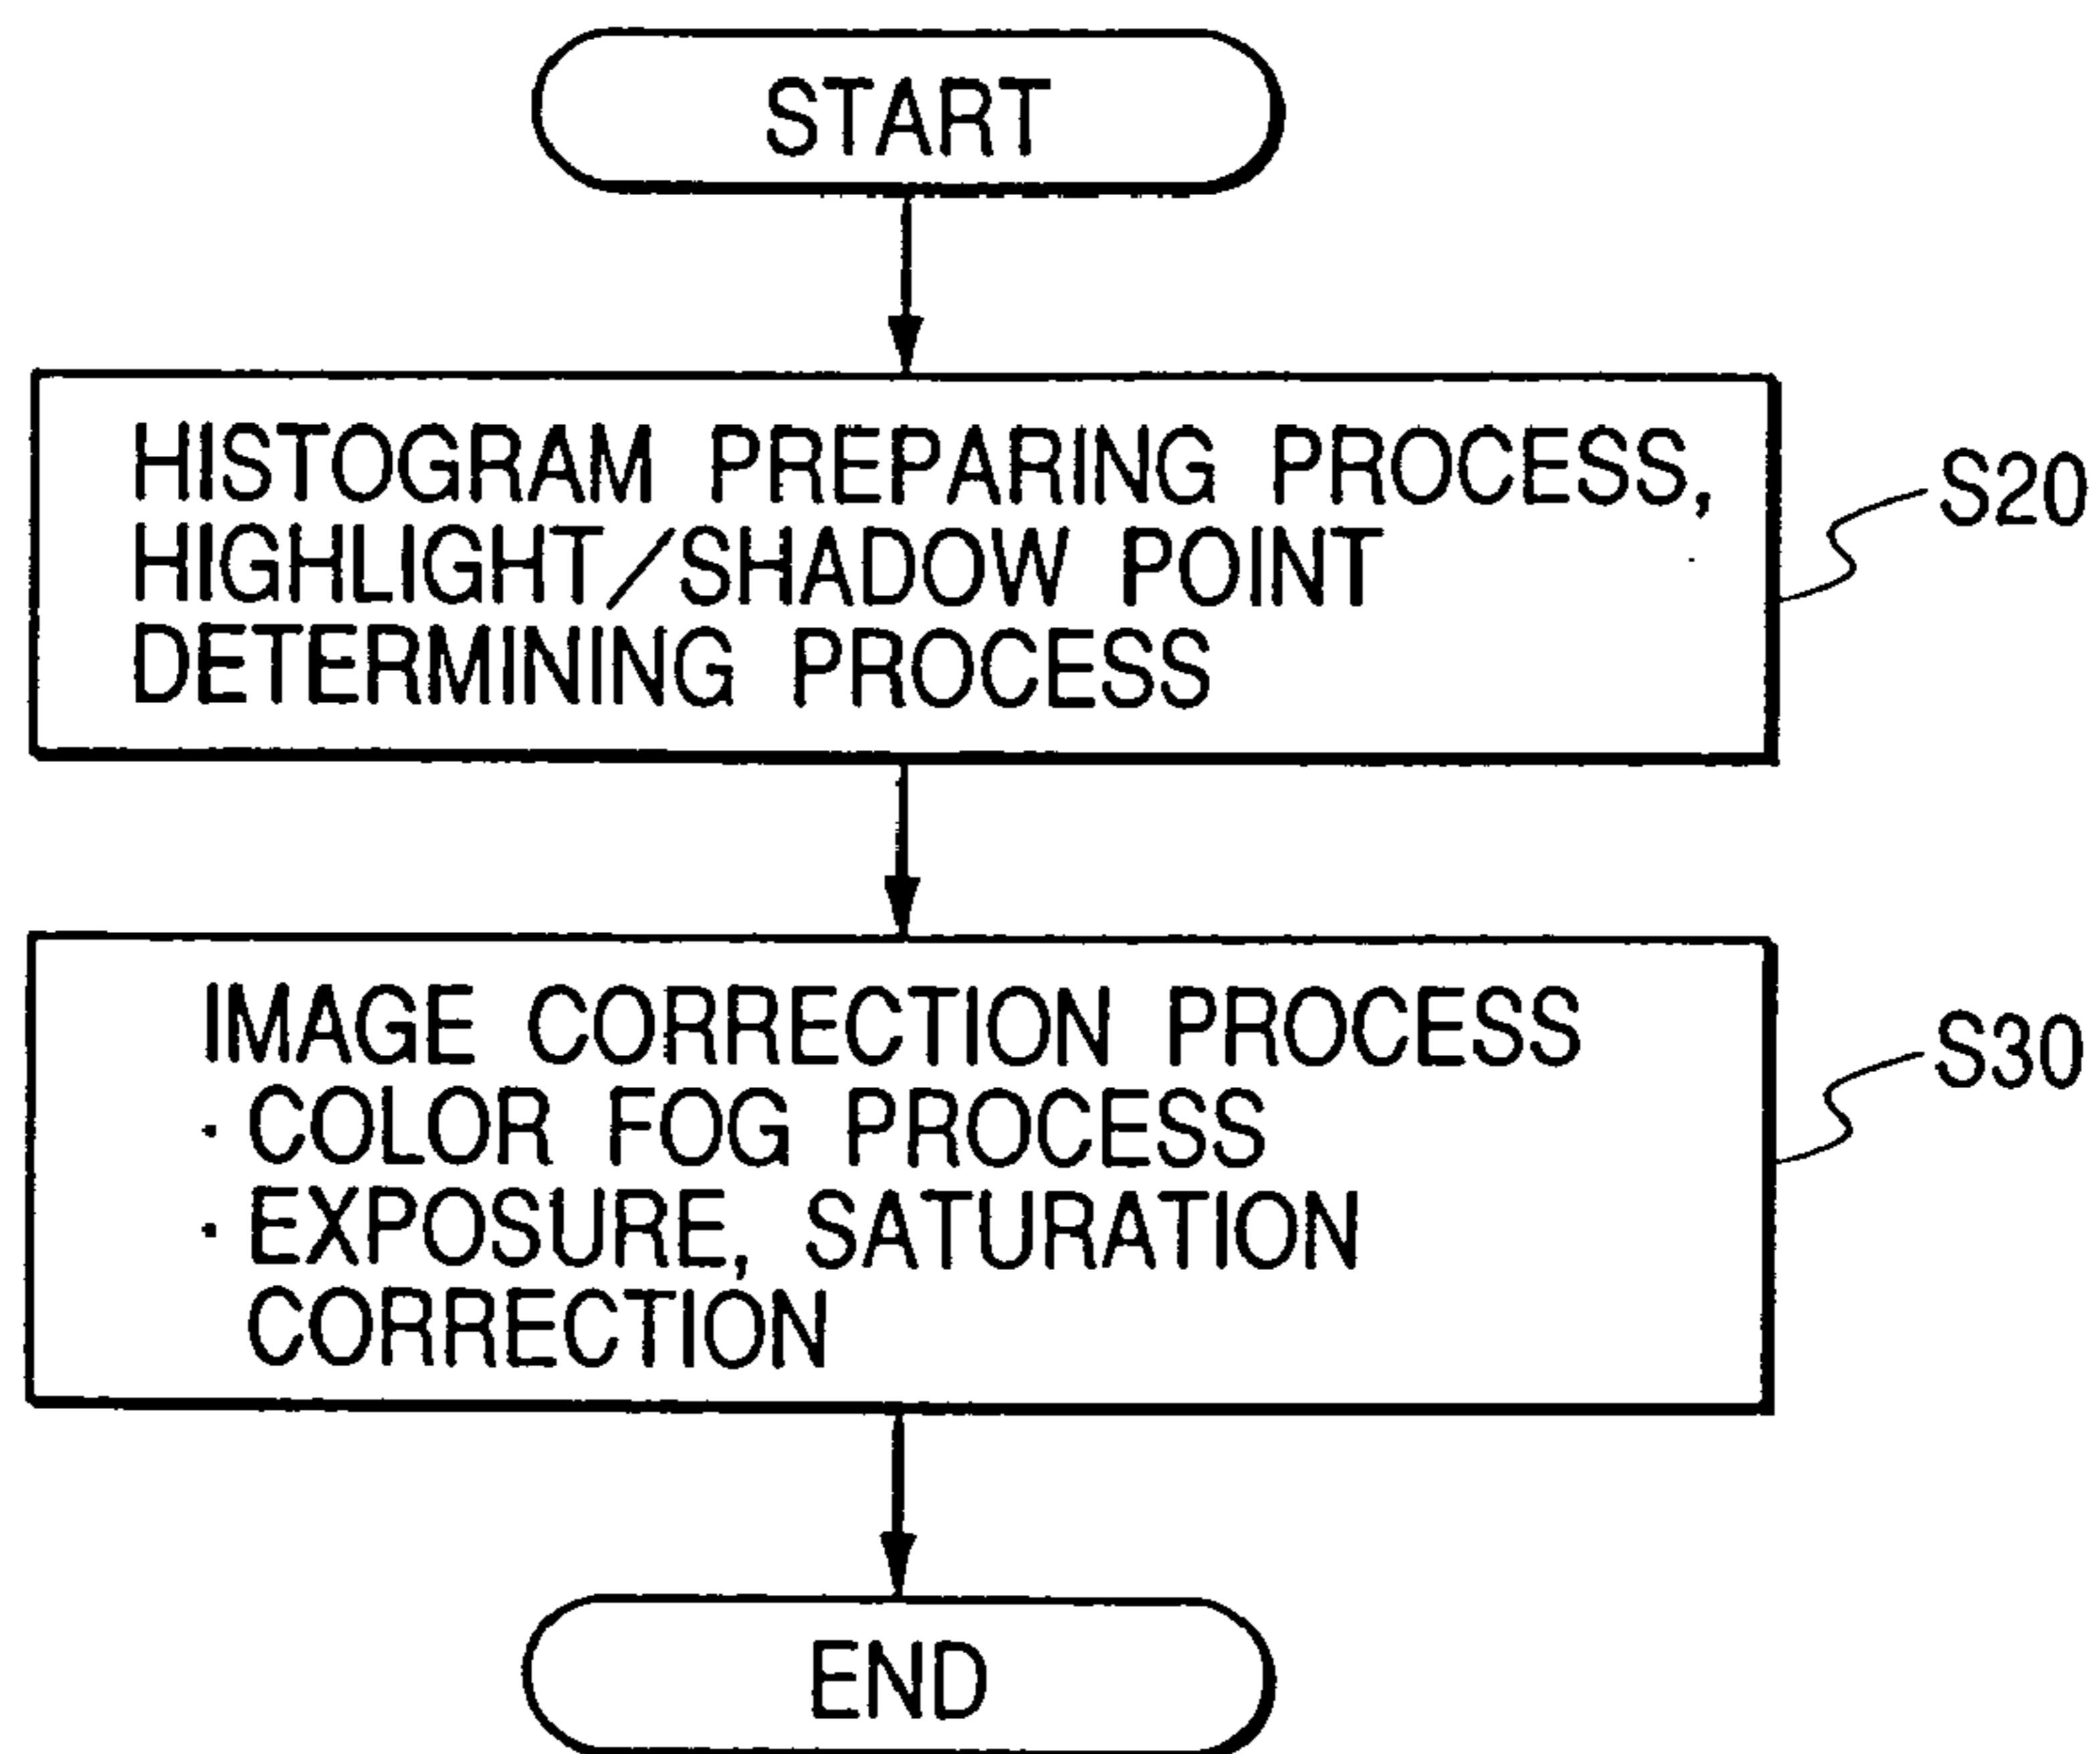 START
HISTOGRAM PREPARING PROCESS,
HIGHLIGHT/SHADOW POINT
DETERMINING PROCESS
S20
IMAGE CORRECTION PROCESS
· COLOR FOG PROCESS
· EXPOSURE, SATURATION
CORRECTION
S30
END